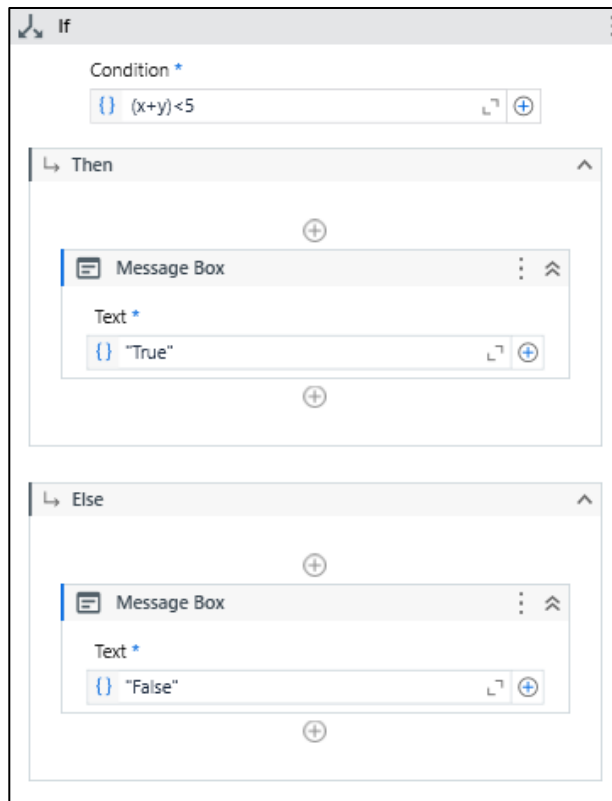 If
Condition *
{} (x+y)<5
Then
Message Box
Text *
{} "True"
Else
Message Box
Text *
{} "False"